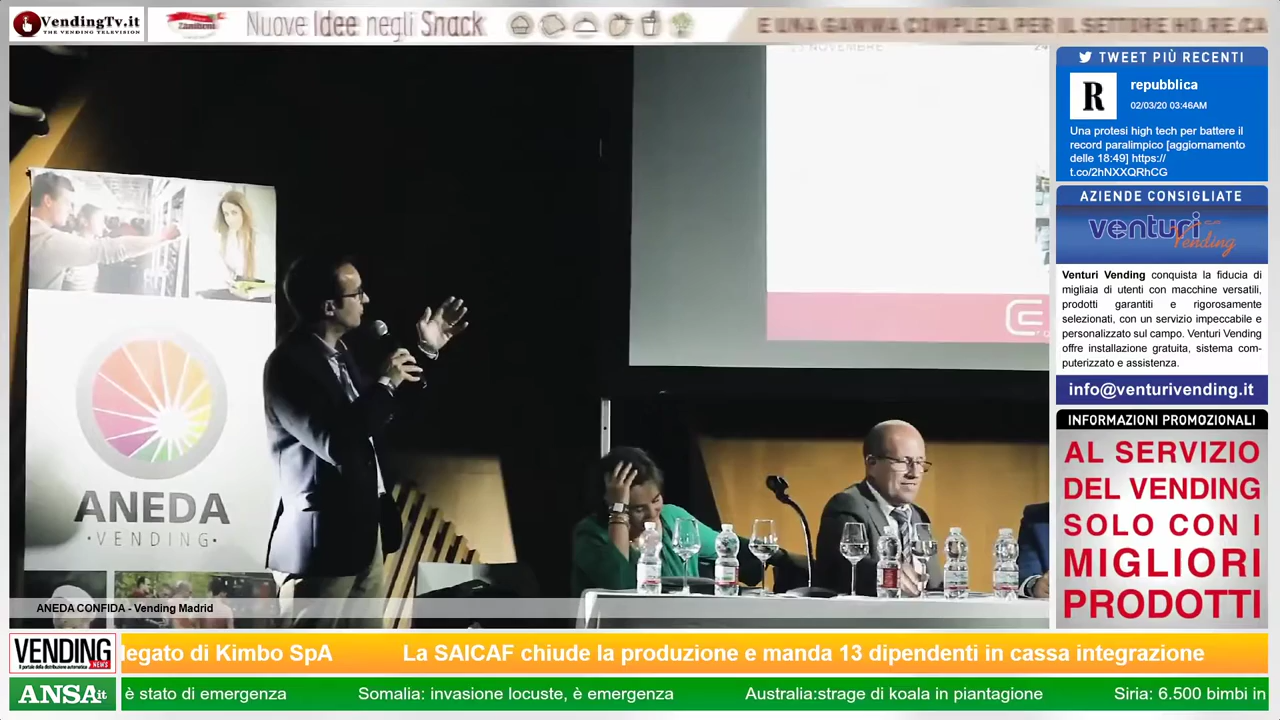 VendingTv.it
THE VENDING TELEVISION
Nuove Idee negli Snack
E UNA GAMMA COMPLETA PER IL SETTORE HO.RE.CA.
NOVEMBRE
TWEET PIÙ RECENTI
R
repubblica
02/03/20 03:46AM
Una protesi high tech per battere il
record paralimpico [aggiornamento
delle 18:49] https://
t.co/2hNXXQRhCG
AZIENDE CONSIGLIATE
venturi
Vending
Venturi Vending conquista la fiducia di
migliaia di utenti con macchine versatili,
prodotti garantiti e rigorosamente
selezionati, con un servizio impeccabile e
personalizzato sul campo. Venturi Vending
offre installazione gratuita, sistema com-
puterizzato e assistenza.
info@venturivending.it
INFORMAZIONI PROMOZIONALI
AL SERVIZIO
DEL VENDING
SOLO CON I
MIGLIORI
PRODOTTI
ANEDA
·VENDING·
ANEDA CONFIDA - Vending Madrid
VENDING
NEWS
Il portale della distribuzione automatica
legato di Kimbo SpA La SAICAF chiude la produzione e manda 13 dipendenti in cassa integrazione
ANSA.it
è stato di emergenza Somalia: invasione locuste, è emergenza Australia:strage di koala in piantagione Siria: 6.500 bimbi in